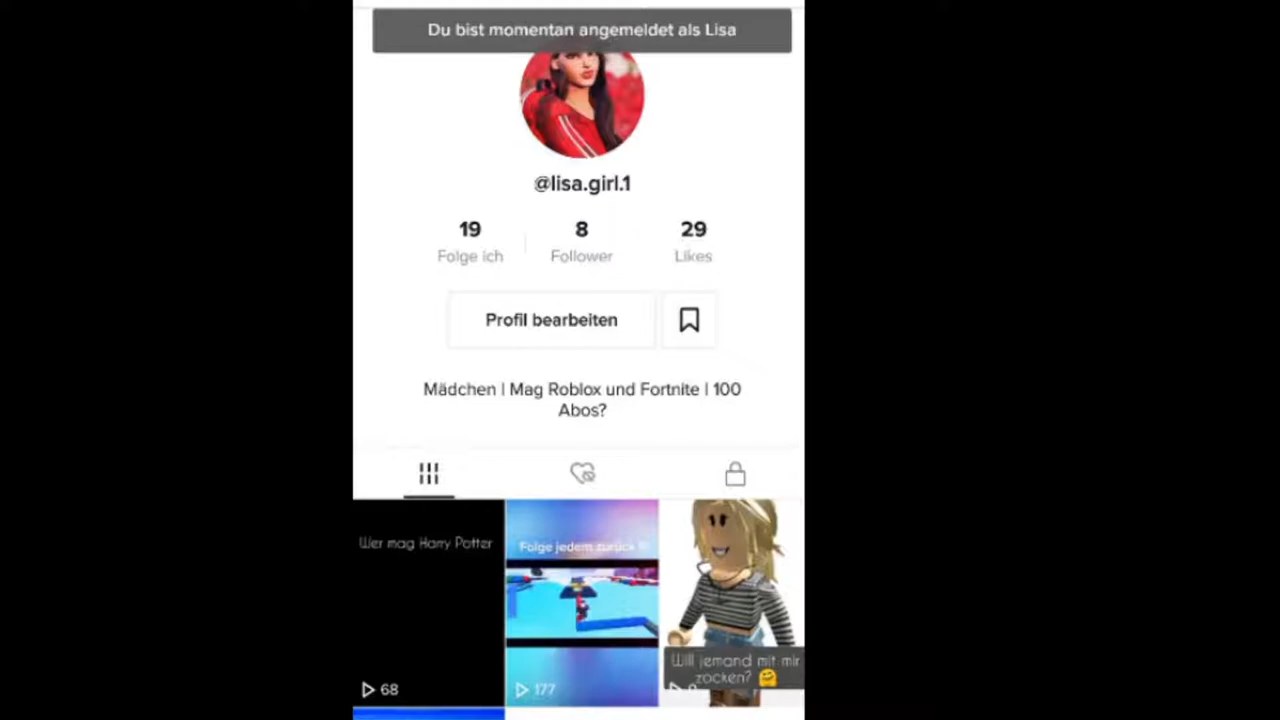 Du bist momentan angemeldet als Lisa
@lisa.girl.1
19 8 29
Folge ich Follower Likes
Profil bearbeiten
Mädchen | Mag Roblox und Fortnite | 100
Abos?
Wer mag Harry Potter
Folge jedem zurück
Will jemand mit mir
zocken? 🤗
68 177